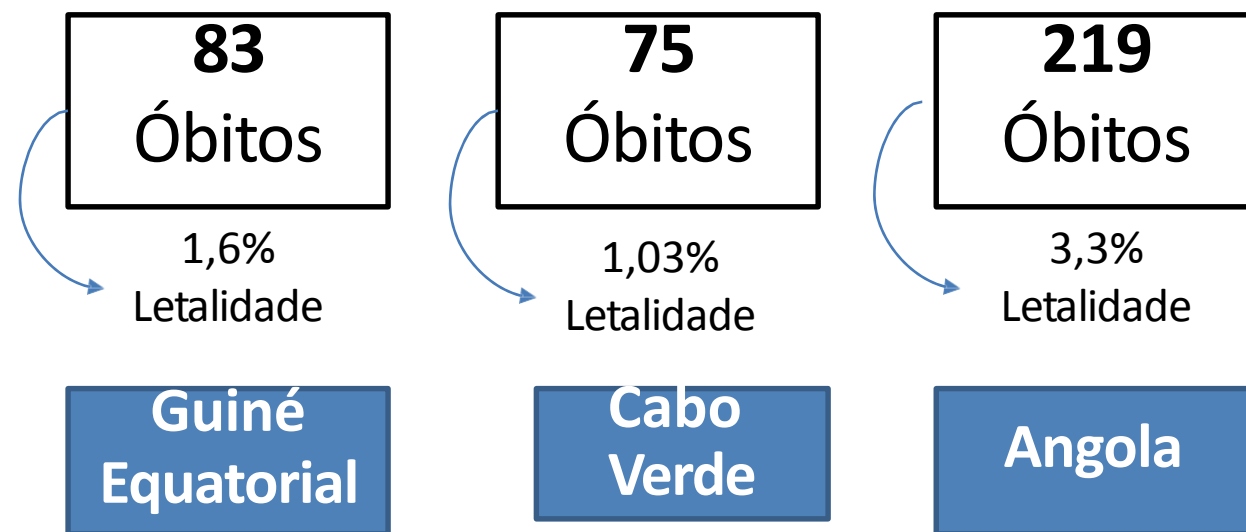 83
Óbitos
1,6%
Letalidade
Guiné
Equatorial
75
Óbitos
1,03%
Letalidade
Cabo
Verde
219
Óbitos
3,3%
Letalidade
Angola